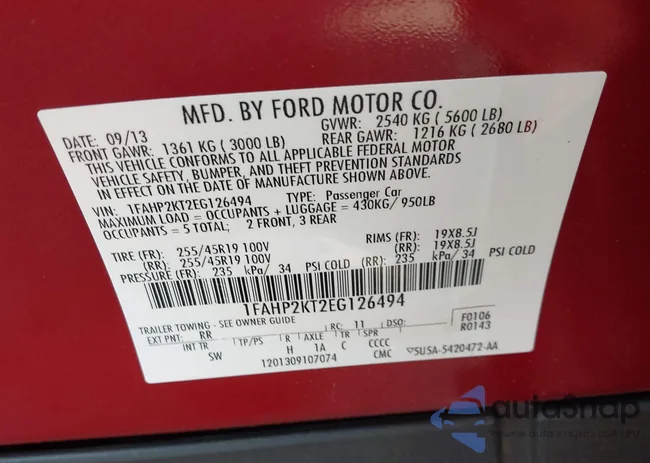 MFD. BY FORD MOTOR CO.
DATE: 09/13 GVWR: 2540 KG ( 5600 LB)
FRONT GAWR: 1361 KG ( 3000 LB) REAR GAWR: 1216 KG ( 2680 LB)
THIS VEHICLE CONFORMS TO ALL APPLICABLE FEDERAL MOTOR
VEHICLE SAFETY, BUMPER, AND THEFT PREVENTION STANDARDS
IN EFFECT ON THE DATE OF MANUFACTURE SHOWN ABOVE.
VIN: 1FAHP2KT2EG126494 TYPE: Passenger Car
MAXIMUM LOAD = OCCUPANTS + LUGGAGE = 430KG/950LB
OCCUPANTS = 5 TOTAL; 2 FRONT, 3 REAR
TIRE (FR): 255/45R19 100V RIMS (FR): 19X8.5J
(RR): 255/45R19 100V (RR): 19X8.5J
PRESSURE (FR): 235 kPa/ 34 PSI COLD (RR): 235 kPa/ 34 PSI COLD
1FAHP2KT2EG126494
TRAILER TOWING - SEE OWNER GUIDE
EXT PNT: RR RC: 11 DSO: F0106
R0143
INT TR TP/PS R AXLE TR SPR
SW H 1A C CCCC
1201309107074 CMC SUSA-5420472-AA
autoSnap